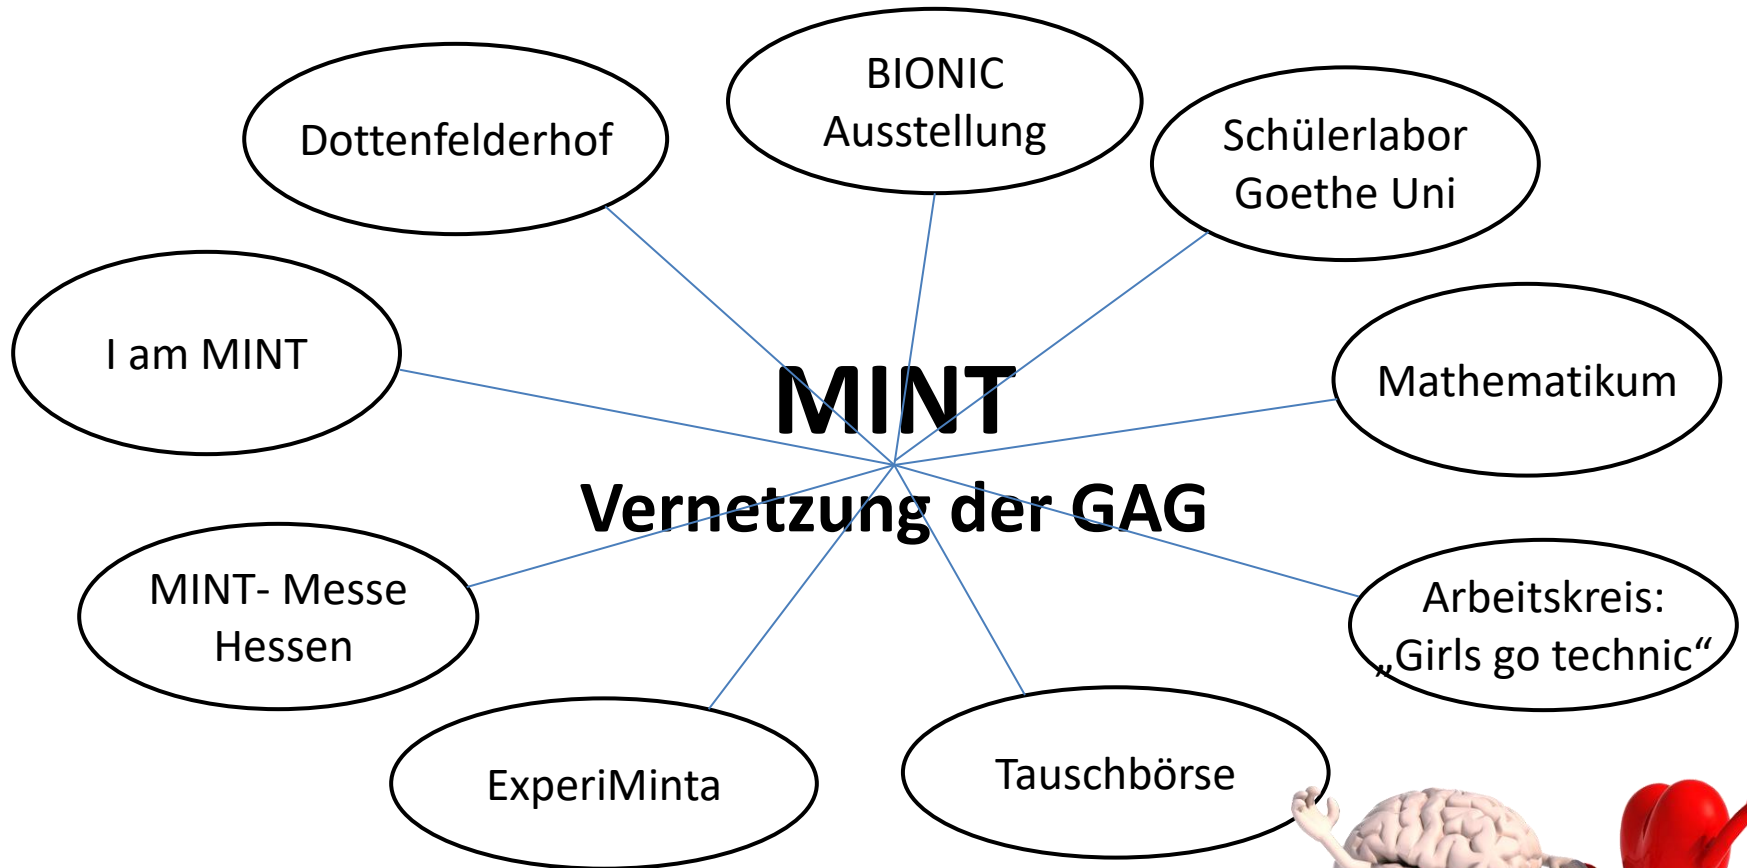 BIONIC
Ausstellung
Dottenfelderhof
Schülerlabor
Goethe Uni
I am MINT
Mathematikum
MINT
Vernetzung der GAG
MINT- Messe
Hessen
Arbeitskreis:
„Girls go technic“
ExperiMinta
Tauschbörse